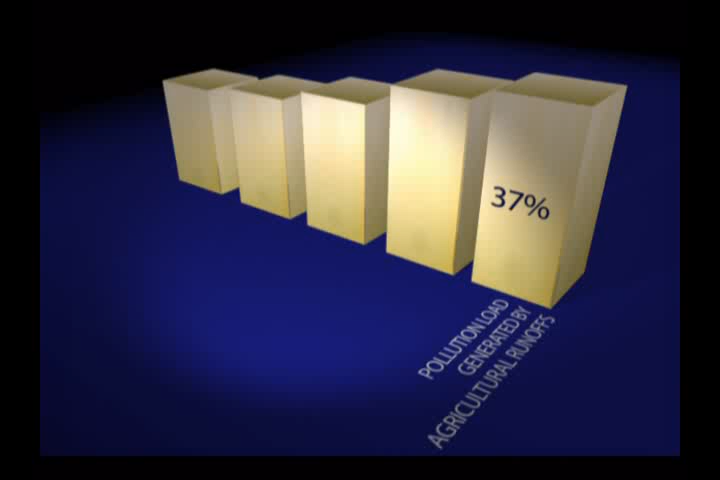 37%
POLLUTION LOAD
GENERATED BY
AGRICULTURAL RUNOFFS